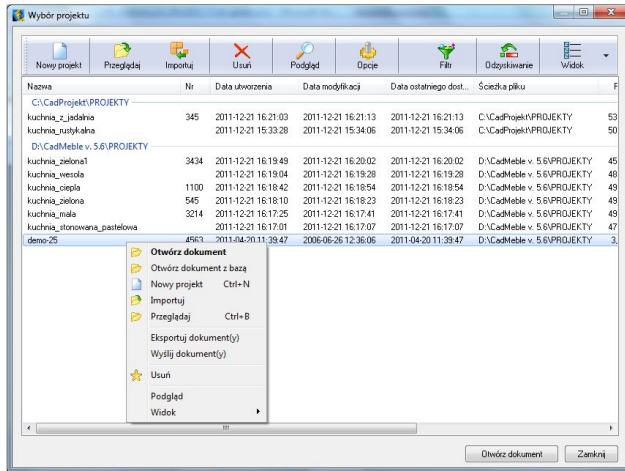 Wybór projektu
Nowy projekt Przeglądaj Importuj Usuń Podgląd Opcje Filtr Odzyskiwanie Widok
Nazwa Nr Data utworzenia Data modyfikacji Data ostatniego dost... Ścieżka pliku F
C:\CadProjekt\PROJEKTY
kuchnia_z_jadalnia 345 2011-12-21 16:21:03 2011-12-21 16:21:13 2011-12-21 16:21:13 C:\CadProjekt\PROJEKTY 53
kuchnia_rustykalna 2011-12-21 15:33:28 2011-12-21 15:34:06 2011-12-21 15:34:06 C:\CadProjekt\PROJEKTY 50
D:\CadMeble v. 5.6\PROJEKTY
kuchnia_zielona1 3434 2011-12-21 16:19:49 2011-12-21 16:20:02 2011-12-21 16:20:02 D:\CadMeble v. 5.6\PROJEKTY 45
kuchnia_wesola 2011-12-21 16:19:04 2011-12-21 16:19:28 2011-12-21 16:19:28 D:\CadMeble v. 5.6\PROJEKTY 48
kuchnia_ciepla 1100 2011-12-21 16:18:42 2011-12-21 16:18:54 2011-12-21 16:18:54 D:\CadMeble v. 5.6\PROJEKTY 49
kuchnia_zielona 545 2011-12-21 16:18:10 2011-12-21 16:18:23 2011-12-21 16:18:23 D:\CadMeble v. 5.6\PROJEKTY 49
kuchnia_mala 3214 2011-12-21 16:17:25 2011-12-21 16:17:41 2011-12-21 16:17:41 D:\CadMeble v. 5.6\PROJEKTY 49
kuchnia_stonowana_pastelowa 2011-12-21 16:17:01 2011-12-21 16:17:07 2011-12-21 16:17:07 D:\CadMeble v. 5.6\PROJEKTY 47
demo-25 4563 2011-04-20 11:39:47 2006-06-26 12:36:06 2011-04-20 11:39:47 D:\CadMeble v. 5.6\PROJEKTY 3,
Otwórz dokument
Otwórz dokument z bazą
Nowy projekt Ctrl+N
Importuj
Przeglądaj Ctrl+B
Eksportuj dokument(y)
Wyślij dokument(y)
Usuń
Podgląd
Widok
Otwórz dokument Zamknij